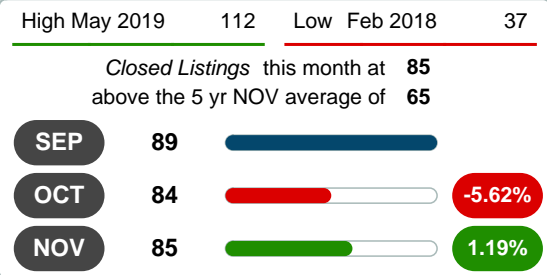 High May 2019 112 Low Feb 2018 37
Closed Listings this month at 85
above the 5 yr NOV average of 65
SEP 89
OCT 84 -5.62%
NOV 85 1.19%